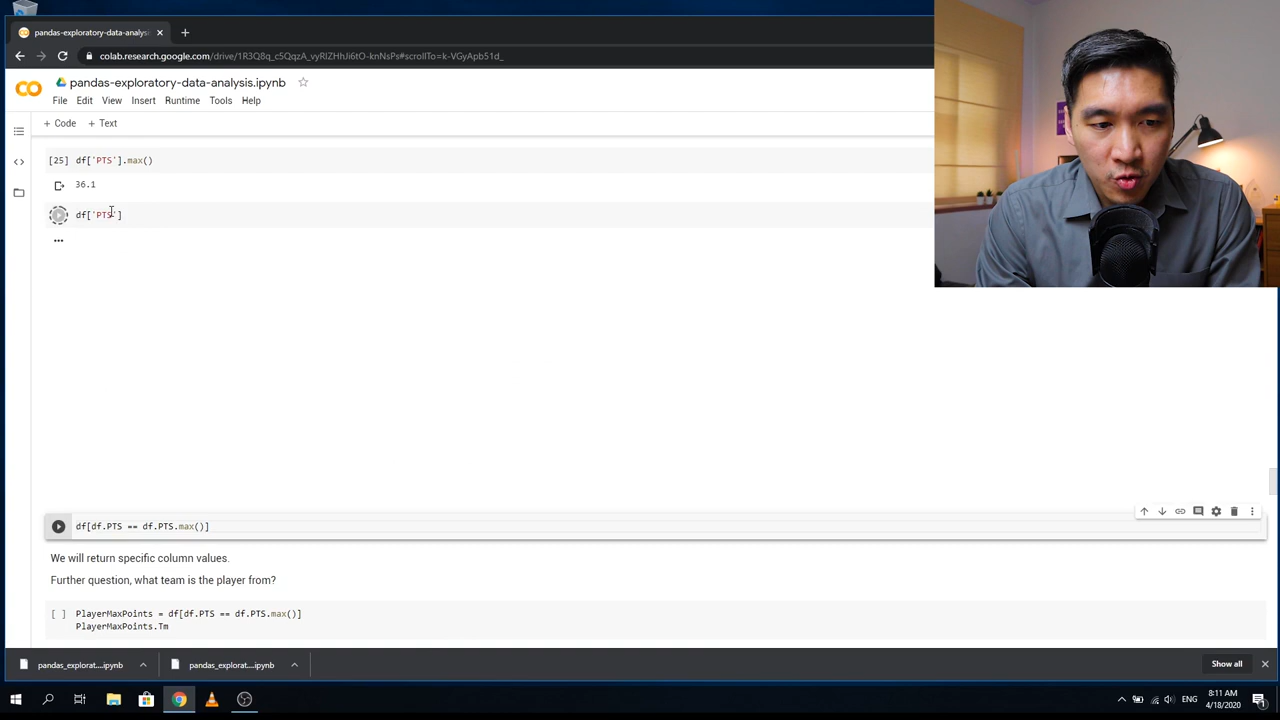 pandas-exploratory-data-analysis
colab.research.google.com/drive/1R3Q8q_c5QqzA_vyRIZHhJi6tO-knNsPs#scrollTo=k-VGyApb51d_
pandas-exploratory-data-analysis.ipynb
File Edit View Insert Runtime Tools Help
+ Code + Text
[25] df['PTS'].max()
36.1
df['PTS']
...
df[df.PTS == df.PTS.max()]
We will return specific column values.
Further question, what team is the player from?
[ ] PlayerMaxPoints = df[df.PTS == df.PTS.max()]
PlayerMaxPoints.Tm
pandas_explorat....ipynb pandas_explorat....ipynb Show all
ENG 8:11 AM
4/18/2020